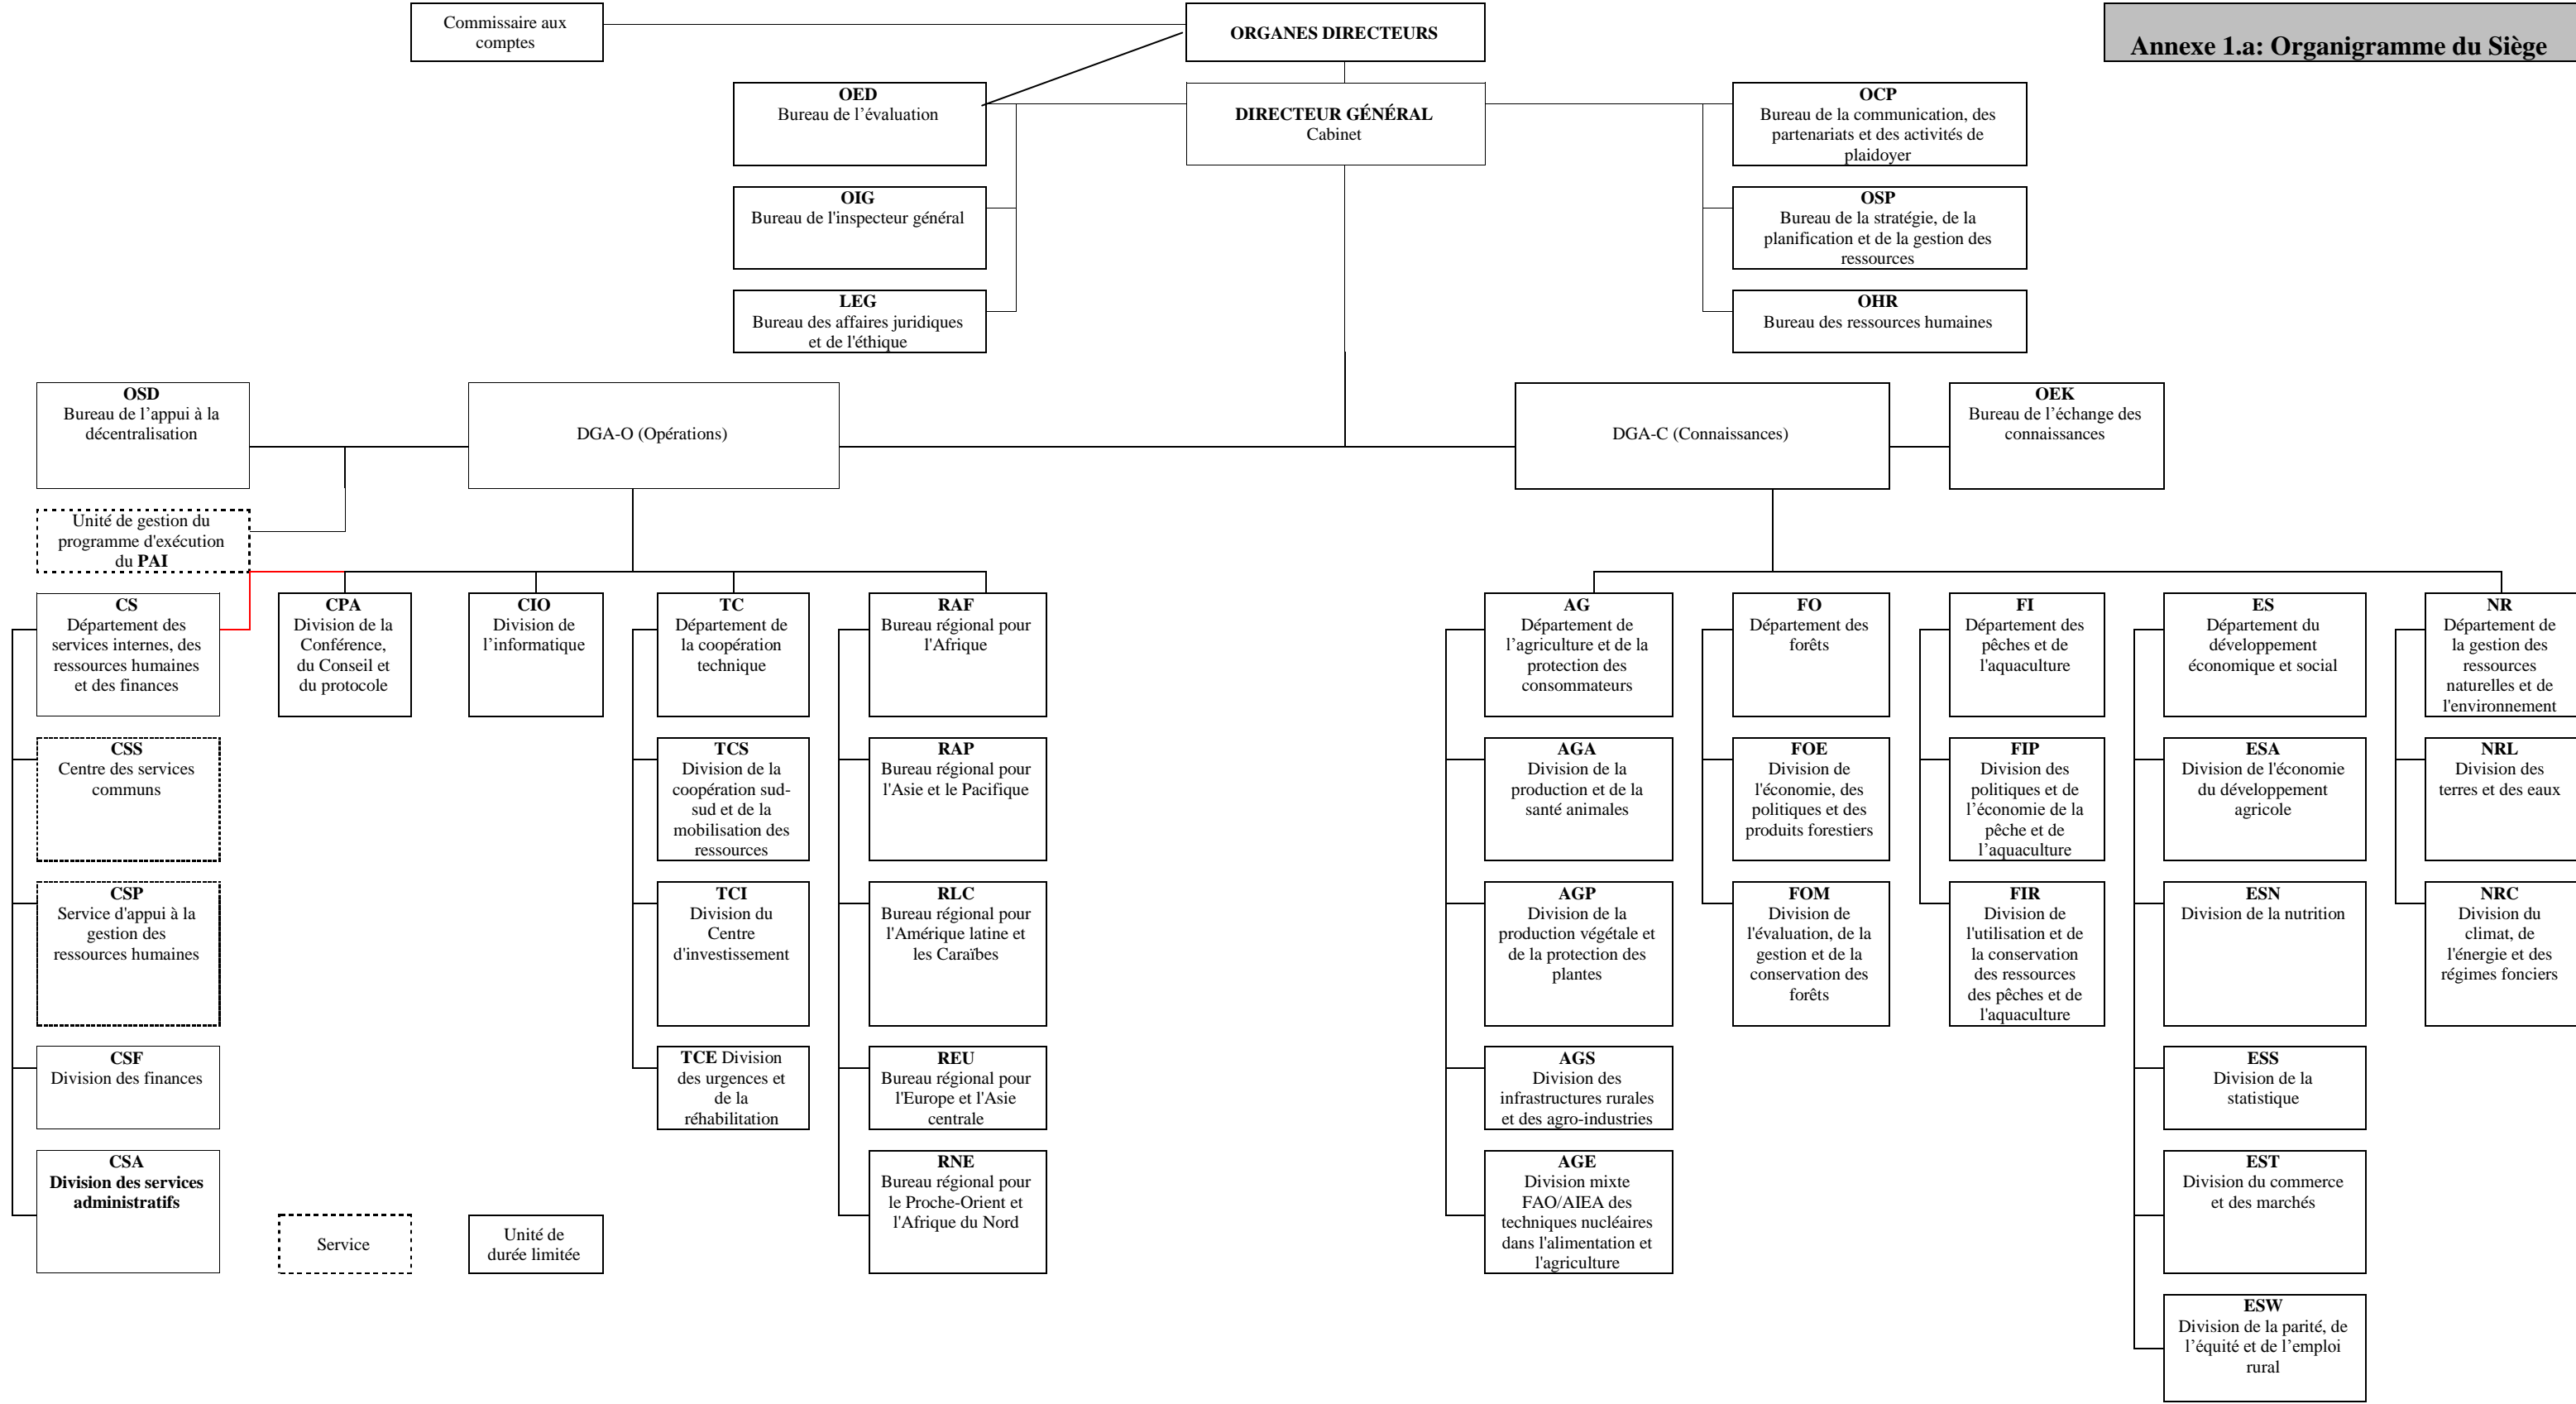 Commissaire aux
comptes
ORGANES DIRECTEURS
Annexe 1.a: Organigramme du Siège
OED
Bureau de l’évaluation
DIRECTEUR GÉNÉRAL
Cabinet
OCP
Bureau de la communication, des
partenariats et des activités de
plaidoyer
OIG
Bureau de l'inspecteur général
OSP
Bureau de la stratégie, de la
planification et de la gestion des
ressources
LEG
Bureau des affaires juridiques
et de l'éthique
OHR
Bureau des ressources humaines
OSD
Bureau de l’appui à la
décentralisation
DGA-O (Opérations)
DGA-C (Connaissances)
OEK
Bureau de l’échange des
connaissances
Unité de gestion du
programme d'exécution
du PAI
CS
Département des
services internes, des
ressources humaines
et des finances
CPA
Division de la
Conférence,
du Conseil et
du protocole
CIO
Division de
l’informatique
TC
Département de
la coopération
technique
RAF
Bureau régional pour
l'Afrique
AG
Département de
l’agriculture et de la
protection des
consommateurs
FO
Département des
forêts
FI
Département des
pêches et de
l'aquaculture
ES
Département du
développement
économique et social
NR
Département de
la gestion des
ressources
naturelles et de
l'environnement
CSS
Centre des services
communs
TCS
Division de la
coopération sud-
sud et de la
mobilisation des
ressources
RAP
Bureau régional pour
l'Asie et le Pacifique
AGA
Division de la
production et de la
santé animales
FOE
Division de
l'économie, des
politiques et des
produits forestiers
FIP
Division des
politiques et de
l’économie de la
pêche et de
l’aquaculture
ESA
Division de l'économie
du développement
agricole
NRL
Division des
terres et des eaux
CSP
Service d'appui à la
gestion des
ressources humaines
TCI
Division du
Centre
d'investissement
RLC
Bureau régional pour
l'Amérique latine et
les Caraïbes
AGP
Division de la
production végétale et
de la protection des
plantes
FOM
Division de
l'évaluation, de la
gestion et de la
conservation des
forêts
FIR
Division de
l'utilisation et de
la conservation
des ressources
des pêches et de
l'aquaculture
ESN
Division de la nutrition
NRC
Division du
climat, de
l'énergie et des
régimes fonciers
CSF
Division des finances
TCE Division
des urgences et
de la
réhabilitation
REU
Bureau régional pour
l'Europe et l'Asie
centrale
AGS
Division des
infrastructures rurales
et des agro-industries
ESS
Division de la
statistique
CSA
Division des services
administratifs
Service
Unité de
durée limitée
RNE
Bureau régional pour
le Proche-Orient et
l'Afrique du Nord
AGE
Division mixte
FAO/AIEA des
techniques nucléaires
dans l'alimentation et
l'agriculture
EST
Division du commerce
et des marchés
ESW
Division de la parité, de
l’équité et de l’emploi
rural